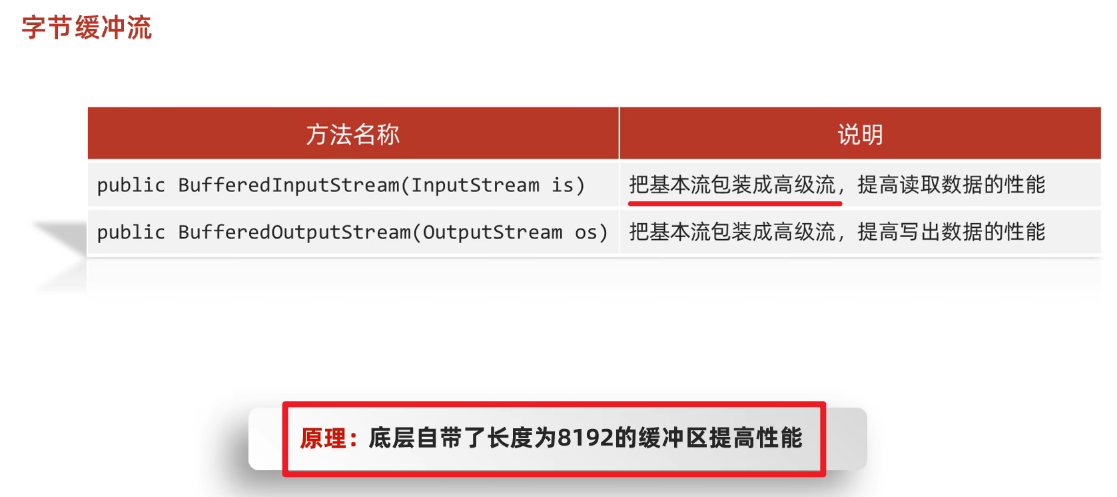 字节缓冲流
方法名称 说明
public BufferedInputStream(InputStream is) 把基本流包装成高级流，提高读取数据的性能
public BufferedOutputStream(OutputStream os) 把基本流包装成高级流，提高写出数据的性能
原理：底层自带了长度为8192的缓冲区提高性能